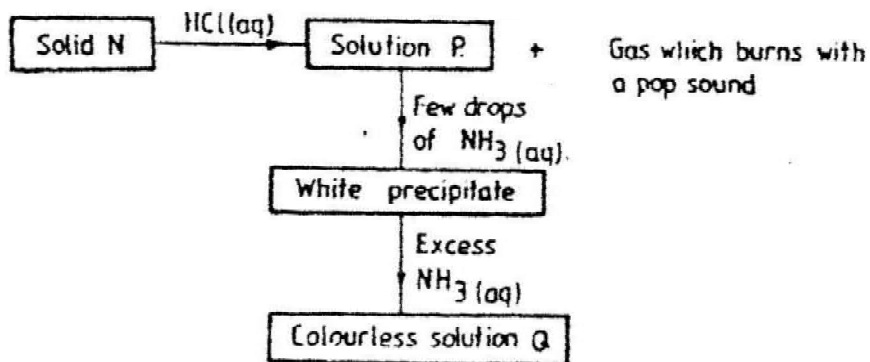 HCl(aq)
Solid N
Solution P.
+
Gas which burns with
a pop sound
Few drops
of NH3 (aq).
White precipitate
Excess
NH3 (aq)
Colourless solution Q